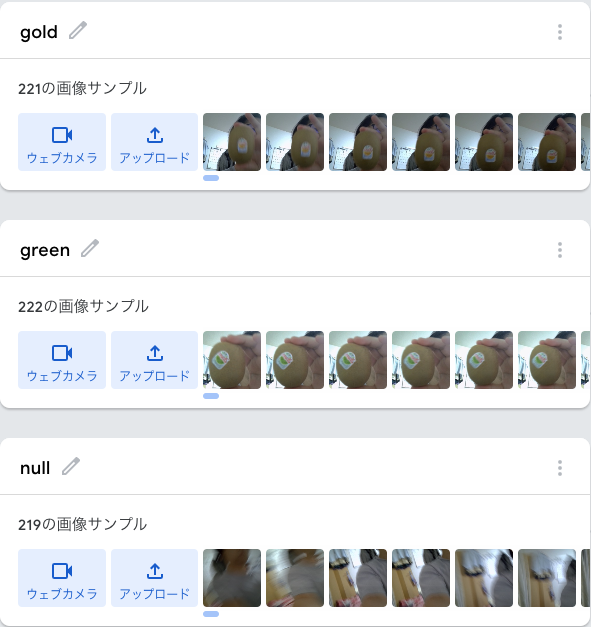 gold
221の画像サンプル
ウェブカメラ アップロード
green
222の画像サンプル
ウェブカメラ アップロード
null
219の画像サンプル
ウェブカメラ アップロード